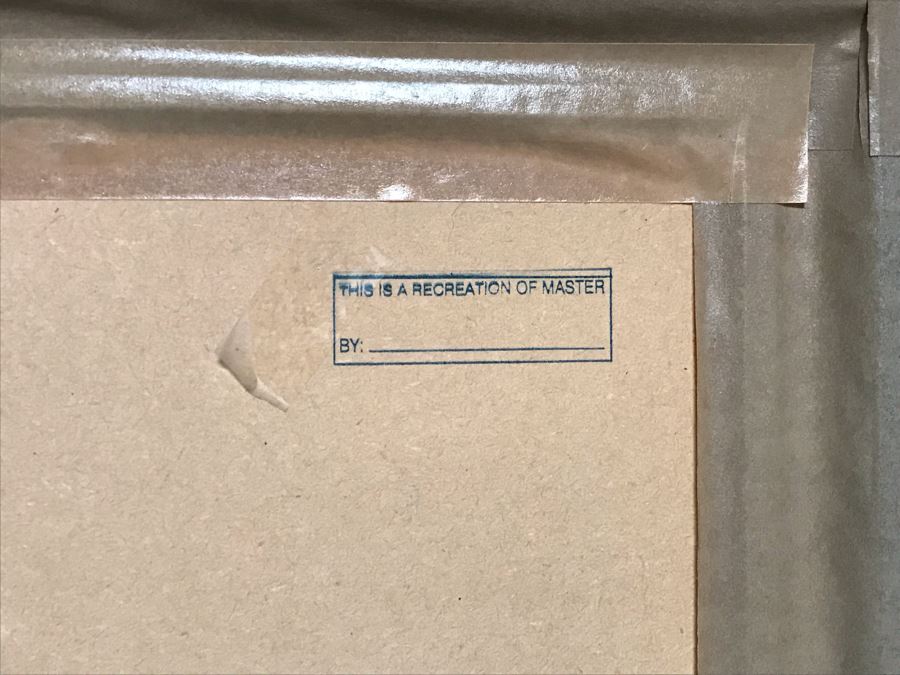 THIS IS A RECREATION OF MASTER
BY: